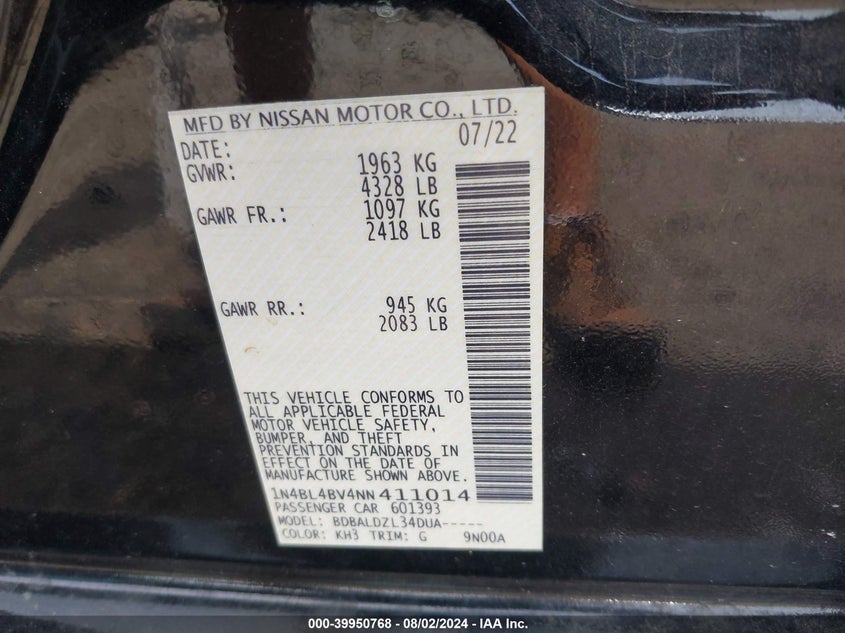 MFD BY NISSAN MOTOR CO., LTD.
DATE: 07/22
GVWR: 1963 KG
4328 LB
GAWR FR.: 1097 KG
2418 LB
GAWR RR.: 945 KG
2083 LB
THIS VEHICLE CONFORMS TO
ALL APPLICABLE FEDERAL
MOTOR VEHICLE SAFETY,
BUMPER, AND THEFT
PREVENTION STANDARDS IN
EFFECT ON THE DATE OF
MANUFACTURE SHOWN ABOVE.
1N4BL4BV4NN411014
PASSENGER CAR 601393
MODEL: BDBALDZL34DUA-----
COLOR: KH3 TRIM: G 9N00A
000-39950768 - 08/02/2024 - IAA Inc.